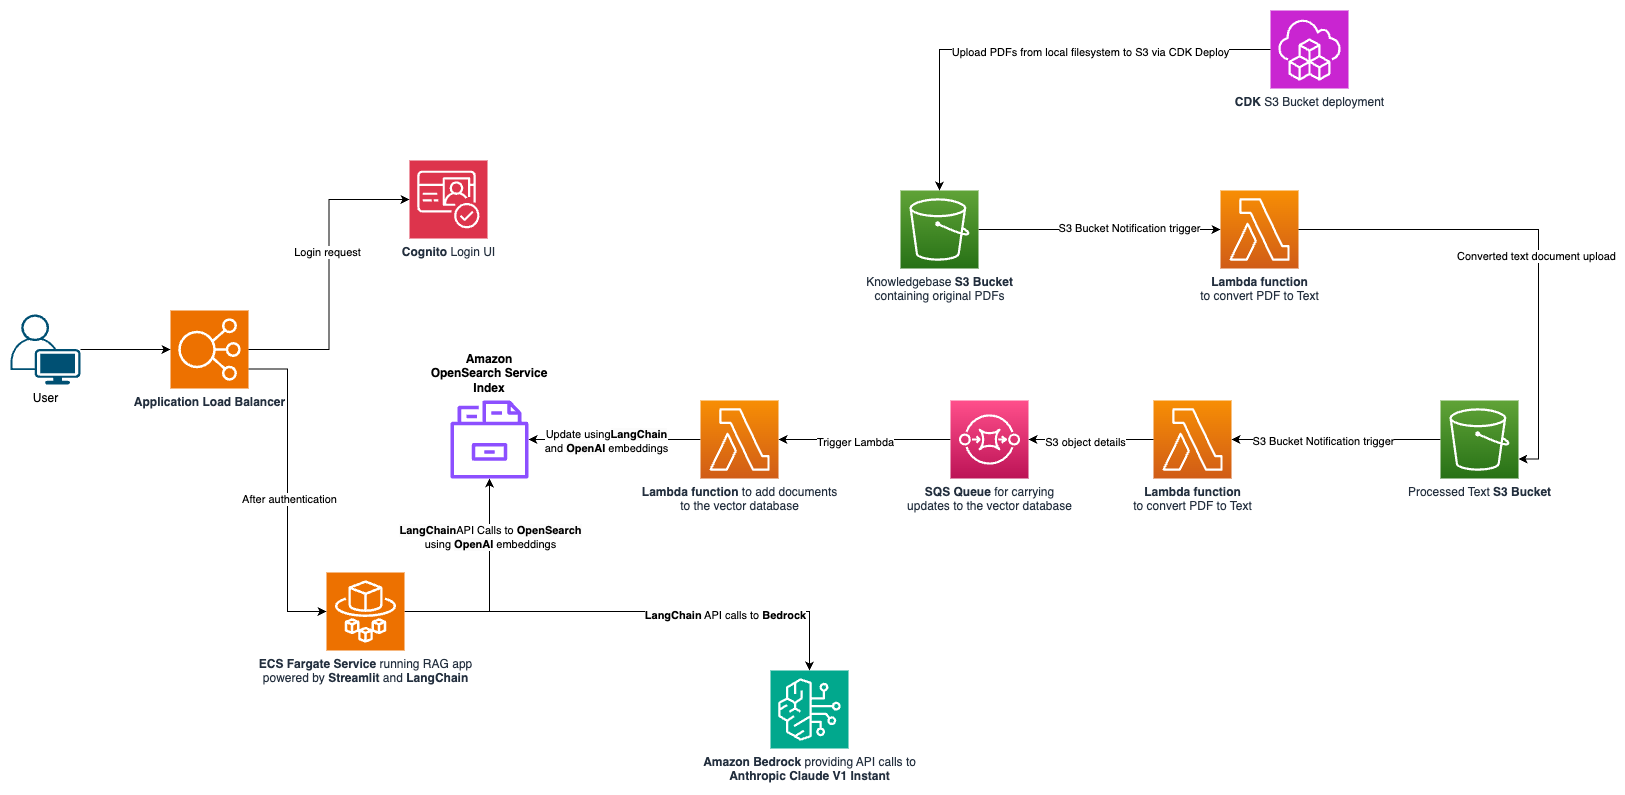 Upload PDFs from local filesystem to S3 via CDK Deploy
CDK S3 Bucket deployment
Cognito Login UI
Login request
S3 Bucket Notification trigger
Knowledgebase S3 Bucket
containing original PDFs
Lambda function
to convert PDF to Text
Converted text document upload
User
Application Load Balancer
Amazon
OpenSearch Service
Index
Update usingLangChain
and OpenAI embeddings
Lambda function to add documents
to the vector database
Trigger Lambda
SQS Queue for carrying
updates to the vector database
S3 object details
Lambda function
to convert PDF to Text
S3 Bucket Notification trigger
Processed Text S3 Bucket
After authentication
LangChainAPI Calls to OpenSearch
using OpenAI embeddings
ECS Fargate Service running RAG app
powered by Streamlit and LangChain
LangChain API calls to Bedrock
Amazon Bedrock providing API calls to
Anthropic Claude V1 Instant